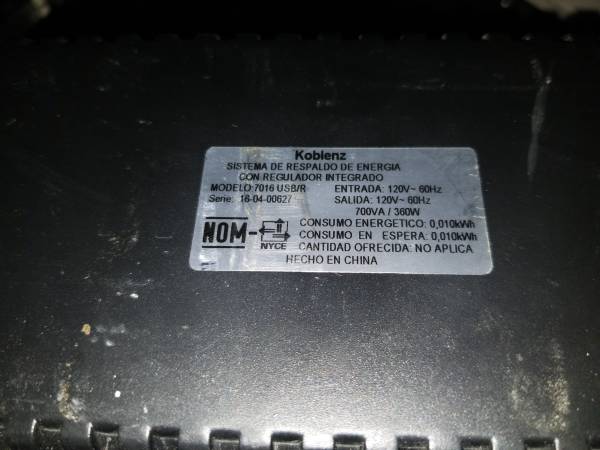 Koblenz
SISTEMA DE RESPALDO DE ENERGIA
CON REGULADOR INTEGRADO
MODELO:7016 USB/R ENTRADA: 120V~ 60Hz
Serie: 16-04-00627 SALIDA: 120V~ 60Hz
700VA / 360W
NOM-NYCE
CONSUMO ENERGETICO: 0,010kWh
CONSUMO EN ESPERA: 0,010kWh
CANTIDAD OFRECIDA: NO APLICA
HECHO EN CHINA